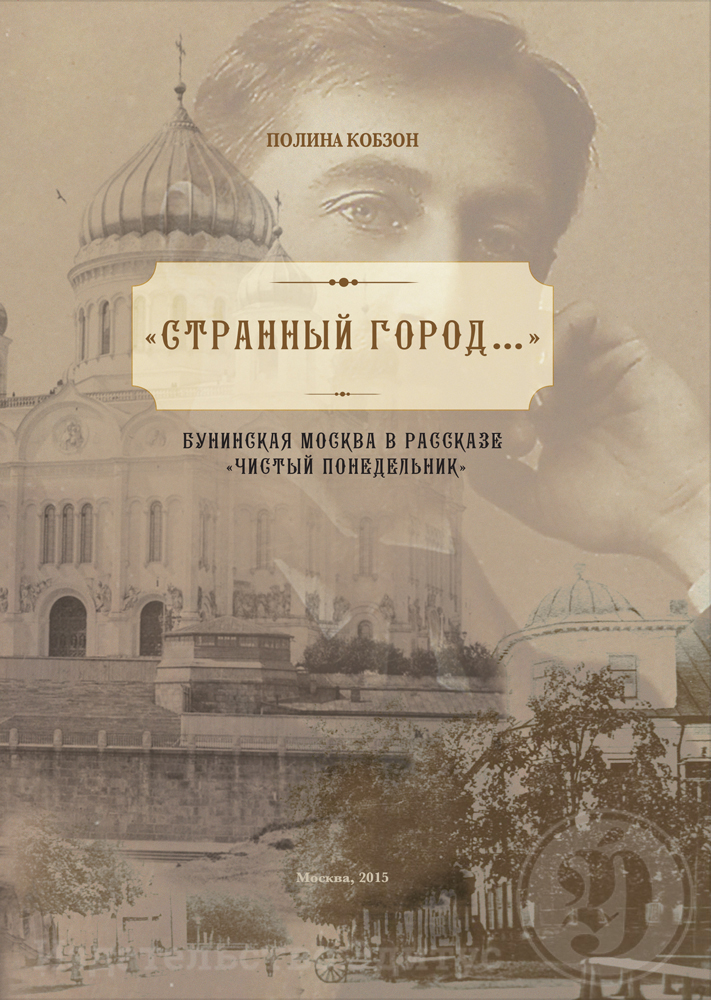 ПОЛИНА КОБЗОН
«СТРАННЫЙ ГОРОД...»
БУНИНСКАЯ МОСКВА В РАССКАЗЕ
«ЧИСТЫЙ ПОНЕДЕЛЬНИК»
Москва, 2015